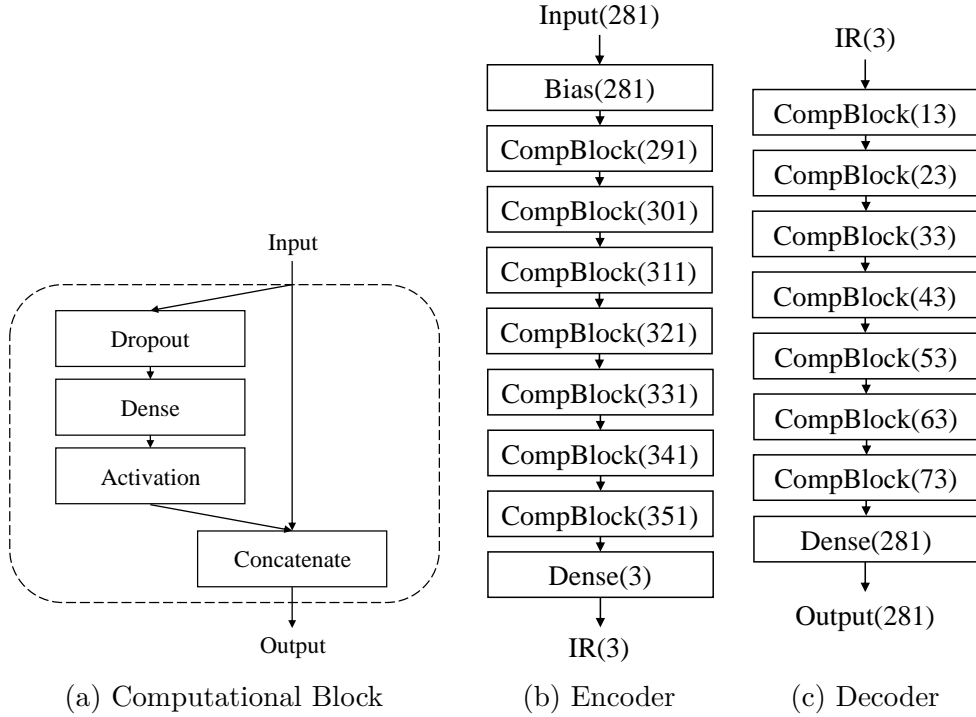 Input
Dropout
Dense
Activation
Concatenate
Output
(a) Computational Block
Input(281)
Bias(281)
CompBlock(291)
CompBlock(301)
CompBlock(311)
CompBlock(321)
CompBlock(331)
CompBlock(341)
CompBlock(351)
Dense(3)
IR(3)
(b) Encoder
IR(3)
CompBlock(13)
CompBlock(23)
CompBlock(33)
CompBlock(43)
CompBlock(53)
CompBlock(63)
CompBlock(73)
Dense(281)
Output(281)
(c) Decoder